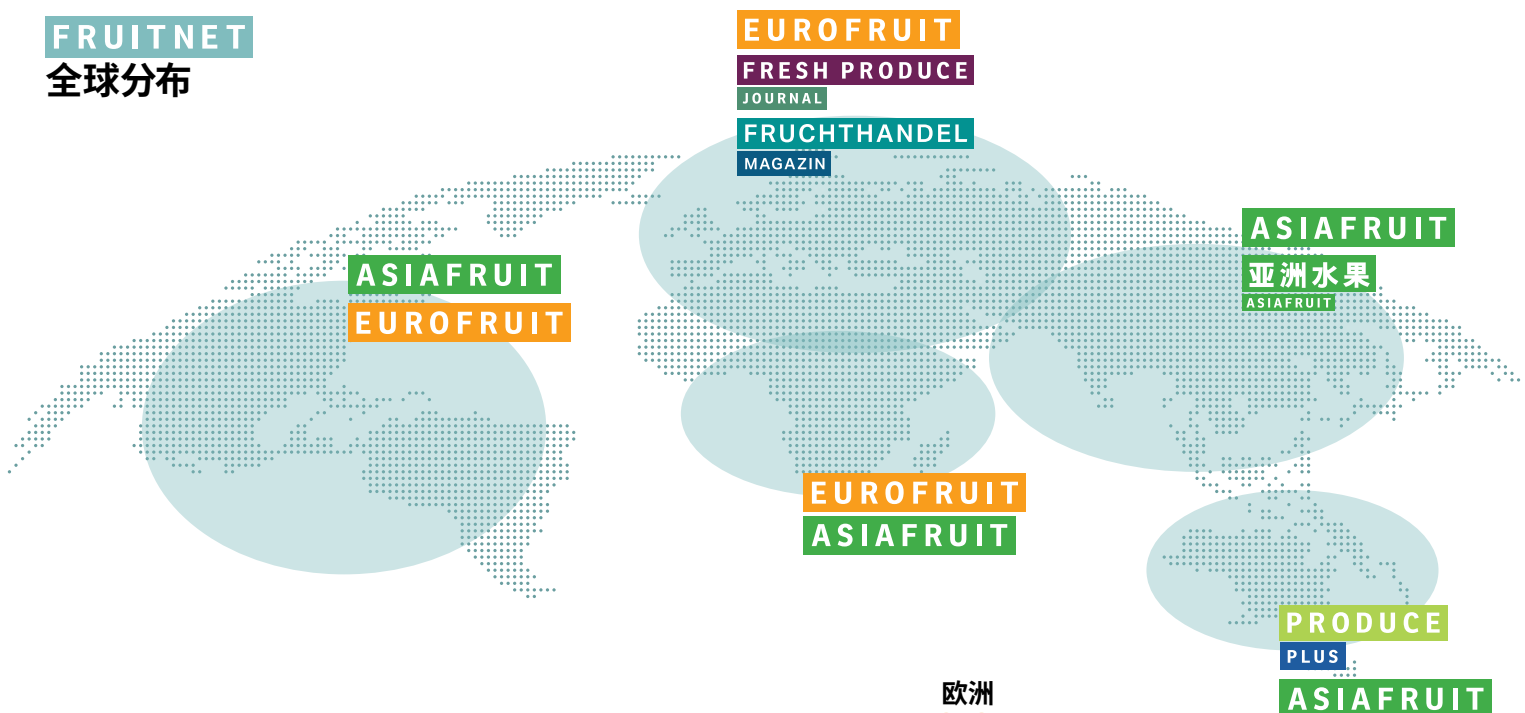 FRUITNET
全球分布
EUROFRUIT
FRESH PRODUCE
JOURNAL
FRUCHTHANDEL
MAGAZIN
ASIAFRUIT
EUROFRUIT
ASIAFRUIT
亚洲水果
ASIAFRUIT
EUROFRUIT
ASIAFRUIT
PRODUCE
PLUS
ASIAFRUIT
欧洲